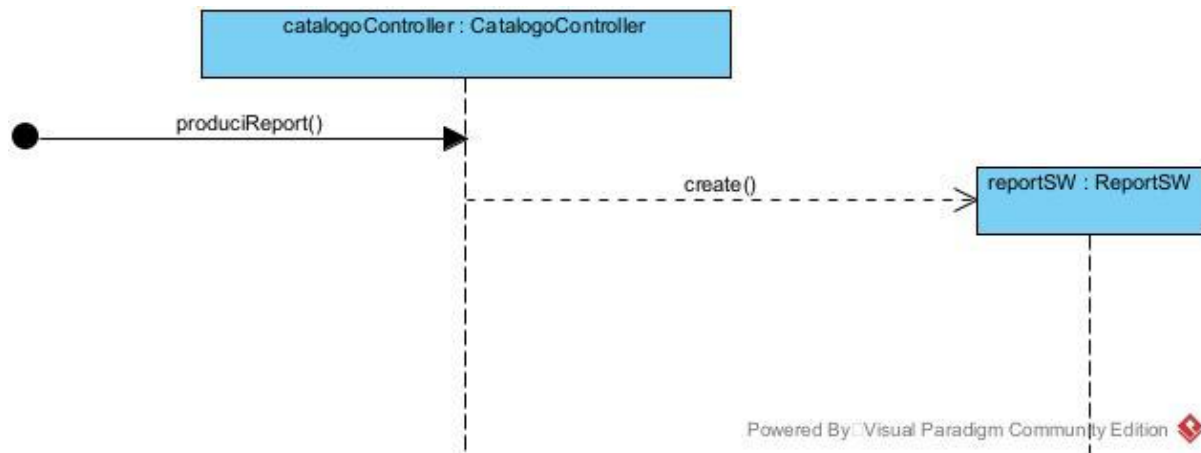 catalogoController : CatalogoController
produciReport()
create()
reportSW : ReportSW
Powered By Visual Paradigm Community Edition